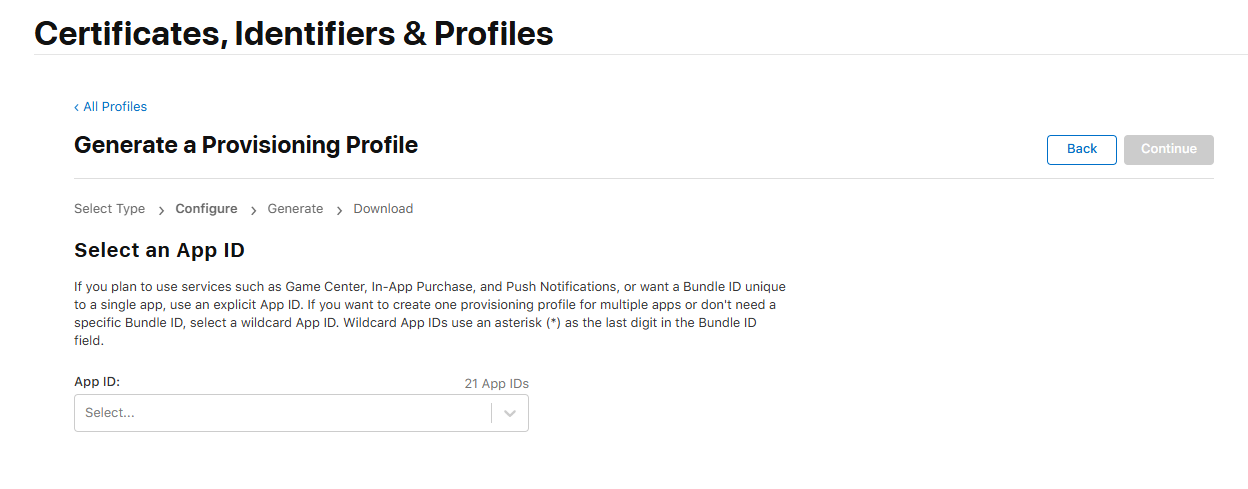 Certificates, Identifiers & Profiles
‹ All Profiles
Generate a Provisioning Profile
Back
Continue
Select Type › Configure › Generate › Download
Select an App ID
If you plan to use services such as Game Center, In-App Purchase, and Push Notifications, or want a Bundle ID unique
to a single app, use an explicit App ID. If you want to create one provisioning profile for multiple apps or don't need a
specific Bundle ID, select a wildcard App ID. Wildcard App IDs use an asterisk (*) as the last digit in the Bundle ID
field.
App ID:
21 App IDs
Select...